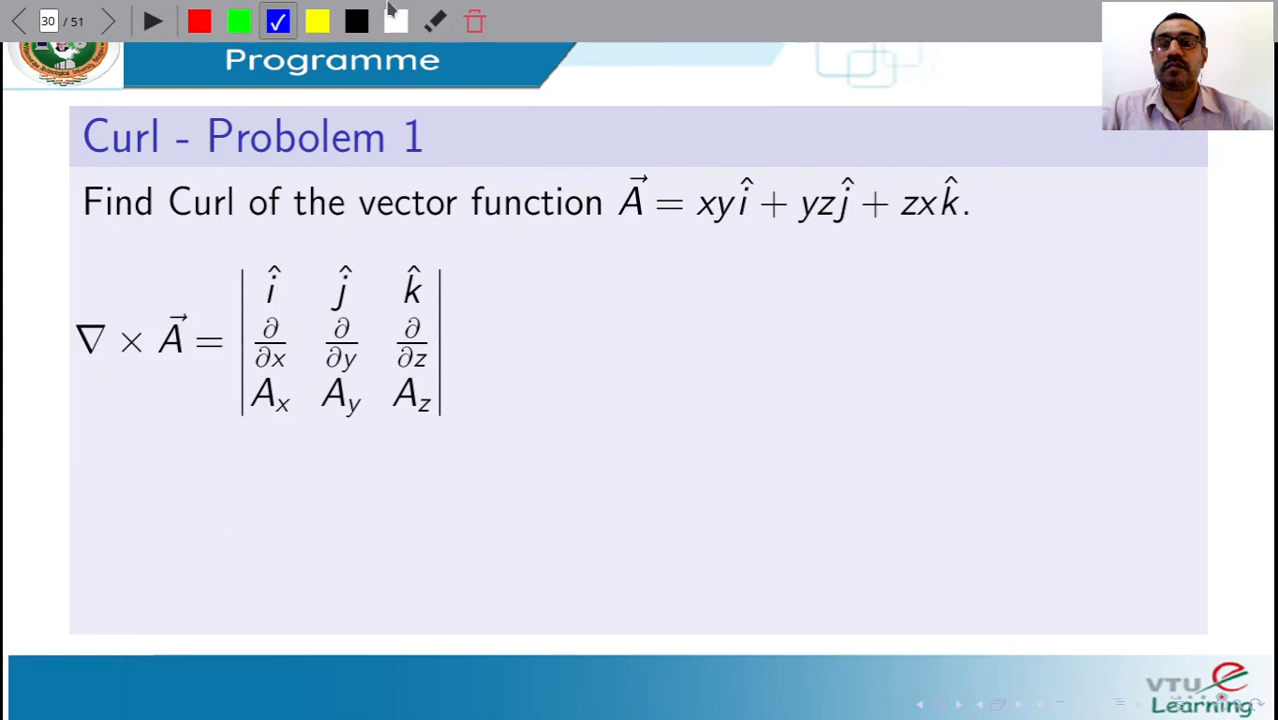 30 / 51
Programme
Curl - Probolem 1
Find Curl of the vector function $\vec{A} = xy\hat{i} + yz\hat{j} + zx\hat{k}$.
$\nabla \times \vec{A} = \begin{vmatrix} \hat{i} & \hat{j} & \hat{k} \\ \frac{\partial}{\partial x} & \frac{\partial}{\partial y} & \frac{\partial}{\partial z} \\ A_x & A_y & A_z \end{vmatrix}$
VTU e
Learning